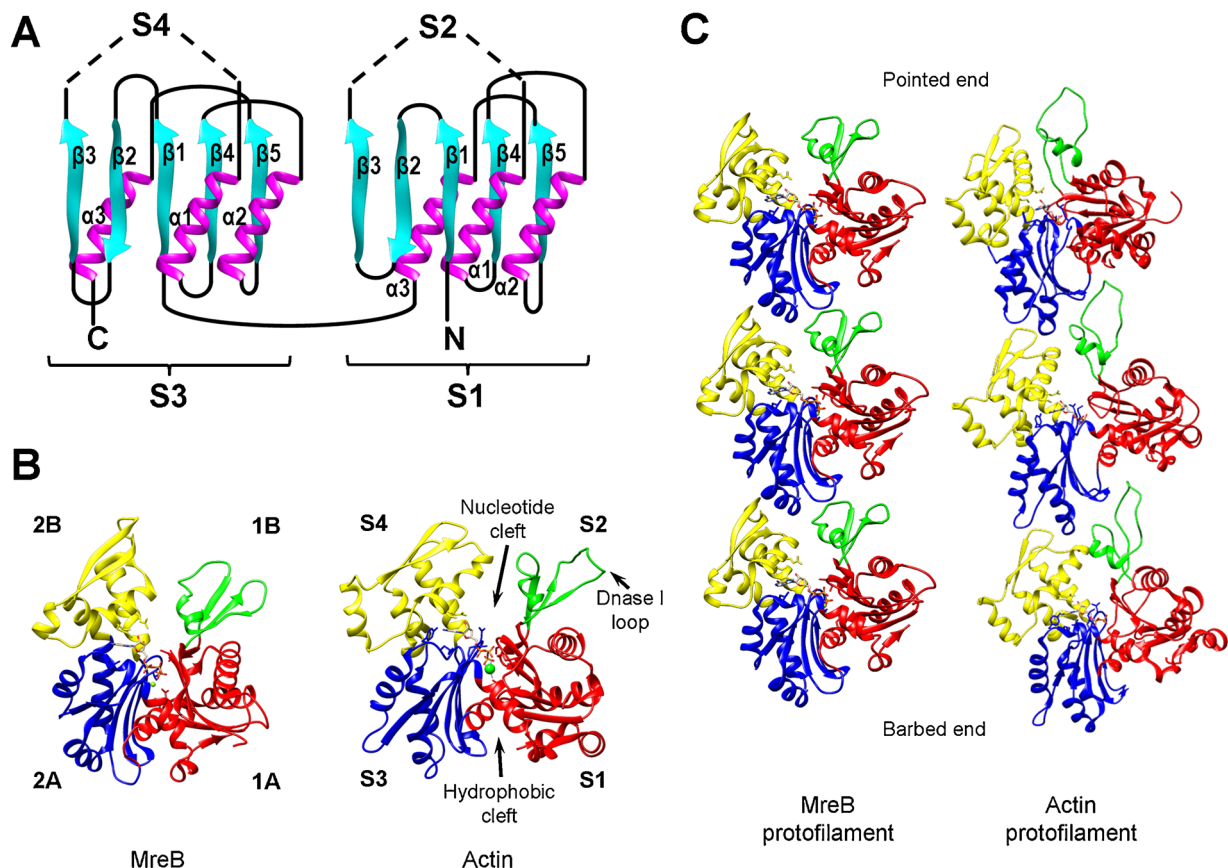 A
S4
S2
β3
β2
β1
β4
β5
α3
α1
α2
β3
β2
β1
β4
β5
α3
α1
α2
C
N
S3
S1
B
2B
1B
2A
1A
MreB
S4
Nucleotide
cleft
S2
Dnase I
loop
S3
Hydrophobic
cleft
S1
Actin
C
Pointed end
Barbed end
MreB
protofilament
Actin
protofilament